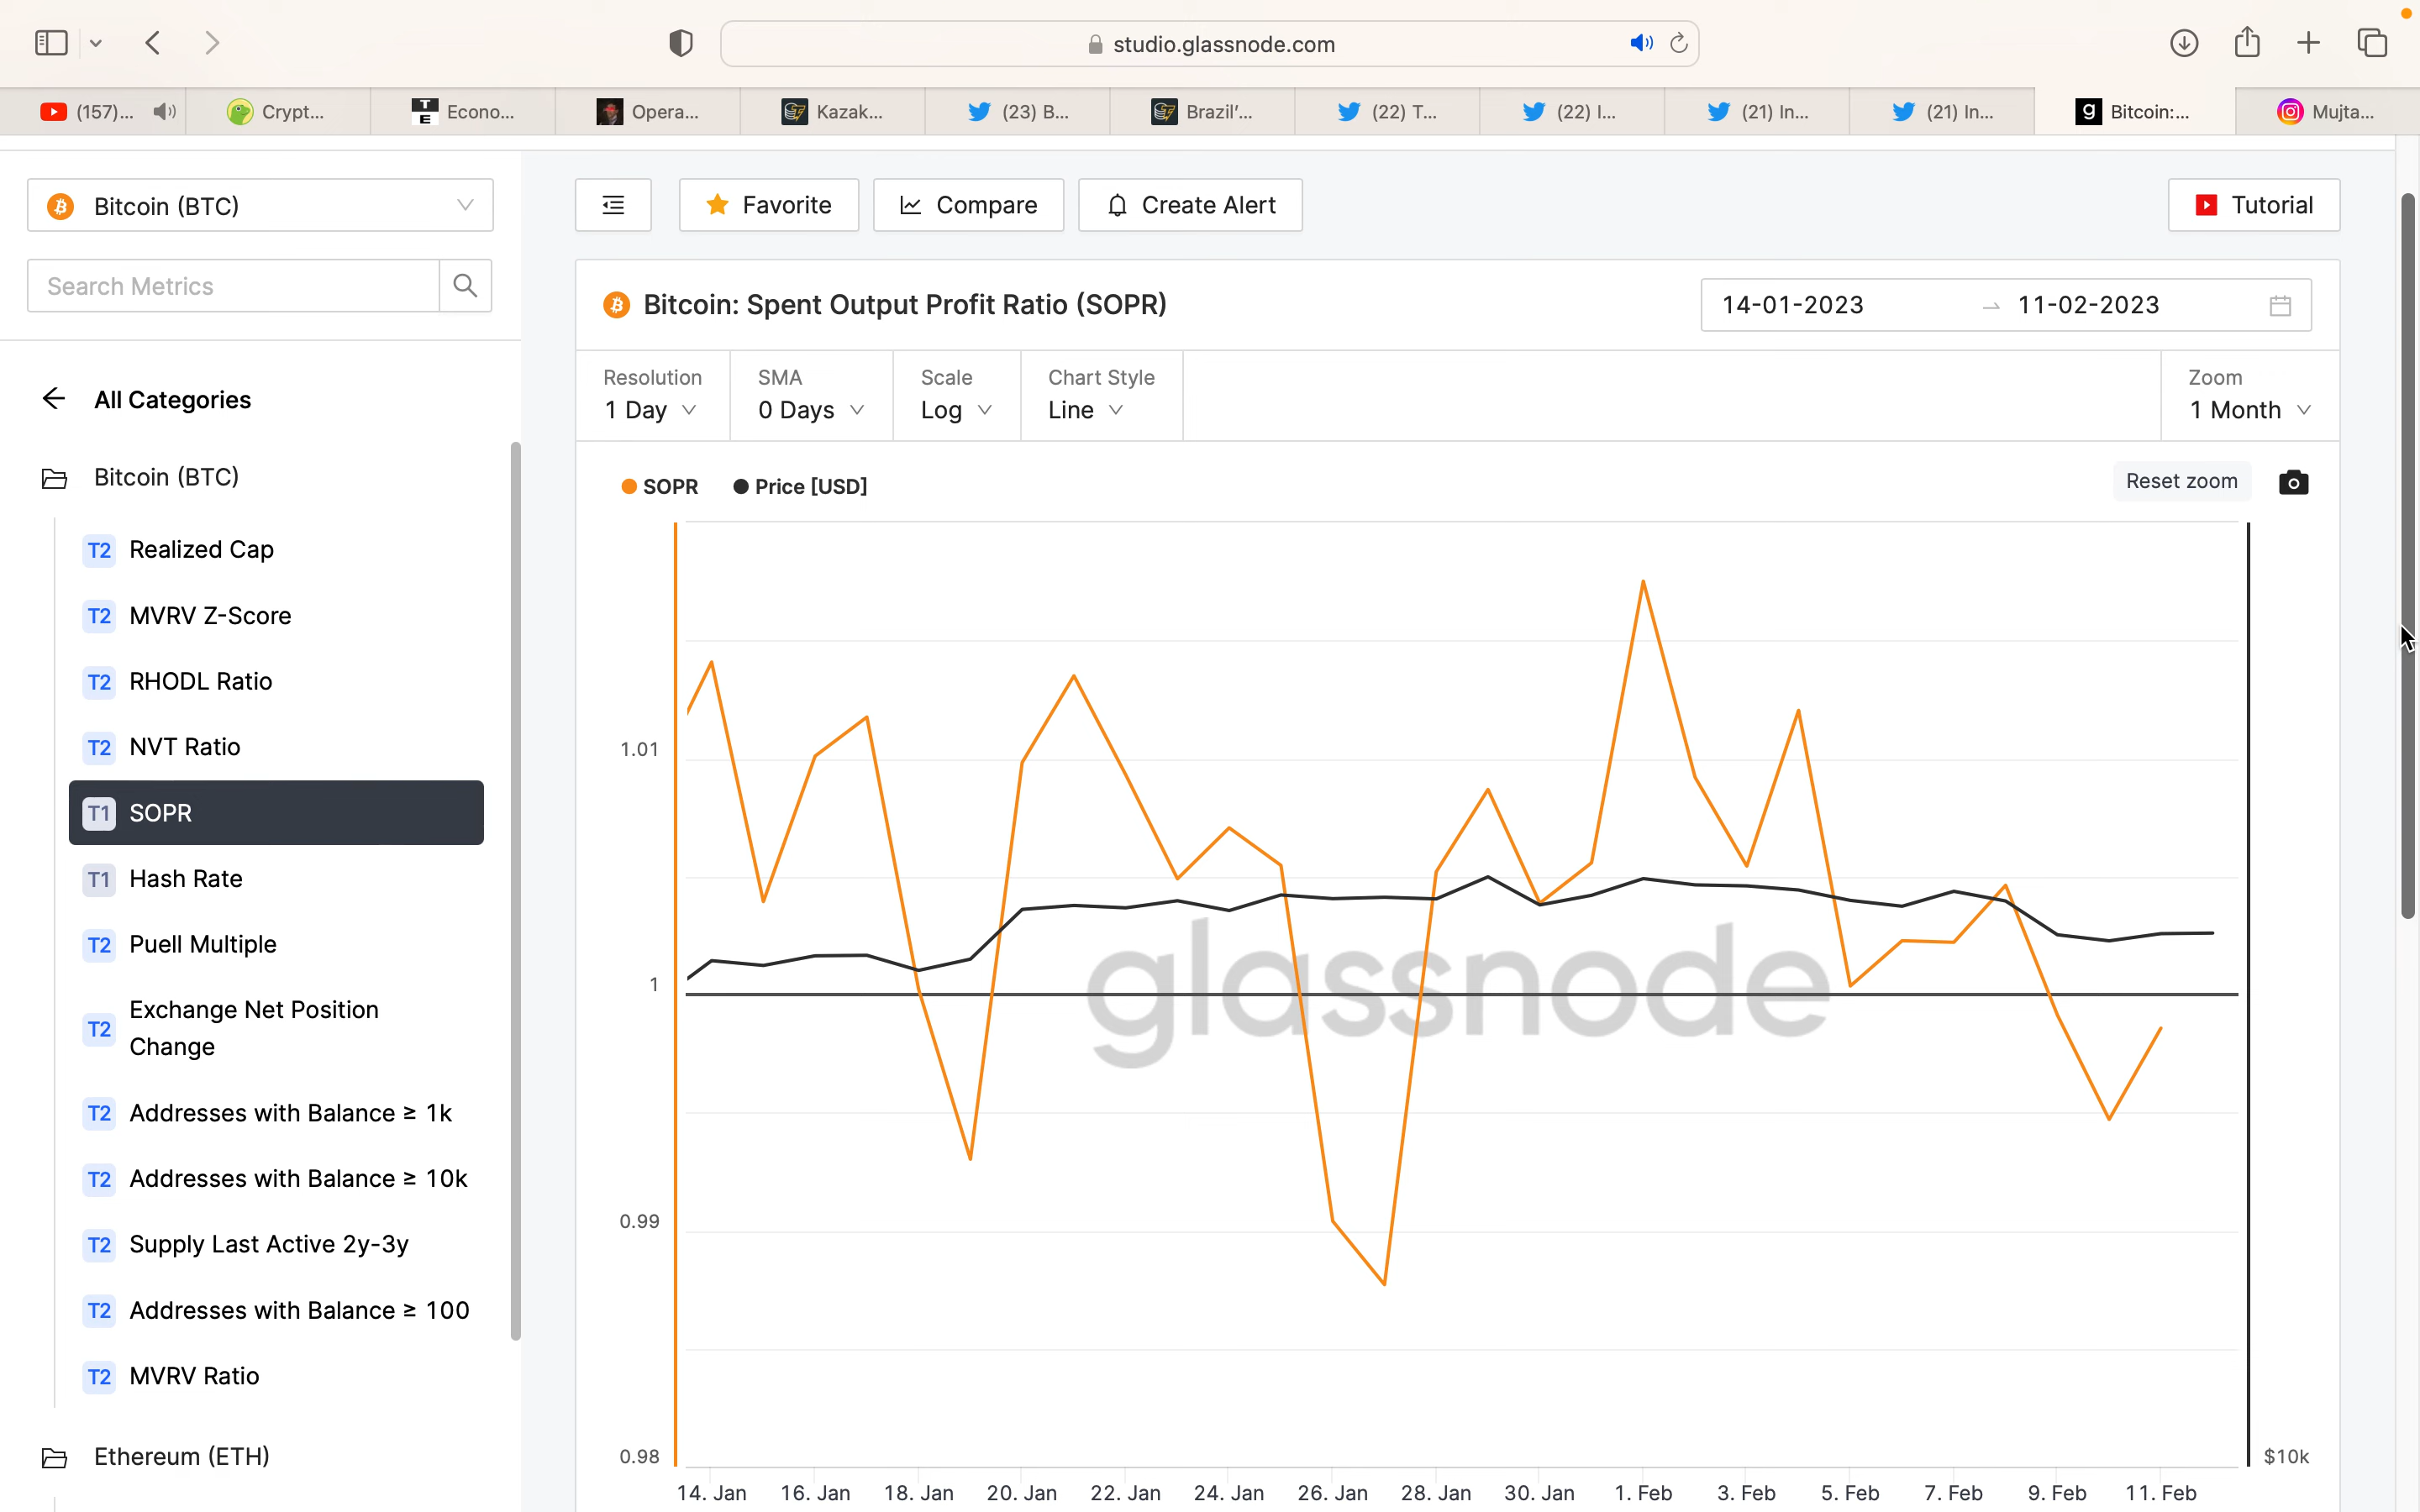 studio.glassnode.com
(157)...
Crypt...
Econo...
Opera...
Kazak...
(23) B...
Brazil'...
(22) T...
(22) I...
(21) In...
(21) In...
Bitcoin:...
Mujta...
Bitcoin (BTC)
Favorite
Compare
Create Alert
Tutorial
Search Metrics
Bitcoin: Spent Output Profit Ratio (SOPR)
14-01-2023 → 11-02-2023
Resolution
1 Day
SMA
0 Days
Scale
Log
Chart Style
Line
Zoom
1 Month
All Categories
Bitcoin (BTC)
T2 Realized Cap
T2 MVRV Z-Score
T2 RHODL Ratio
T2 NVT Ratio
T1 SOPR
T1 Hash Rate
T2 Puell Multiple
T2 Exchange Net Position
Change
T2 Addresses with Balance ≥ 1k
T2 Addresses with Balance ≥ 10k
T2 Supply Last Active 2y-3y
T2 Addresses with Balance ≥ 100
T2 MVRV Ratio
Ethereum (ETH)
SOPR Price [USD]
Reset zoom
1.01
1
0.99
0.98
$10k
glassnode
14. Jan 16. Jan 18. Jan 20. Jan 22. Jan 24. Jan 26. Jan 28. Jan 30. Jan 1. Feb 3. Feb 5. Feb 7. Feb 9. Feb 11. Feb